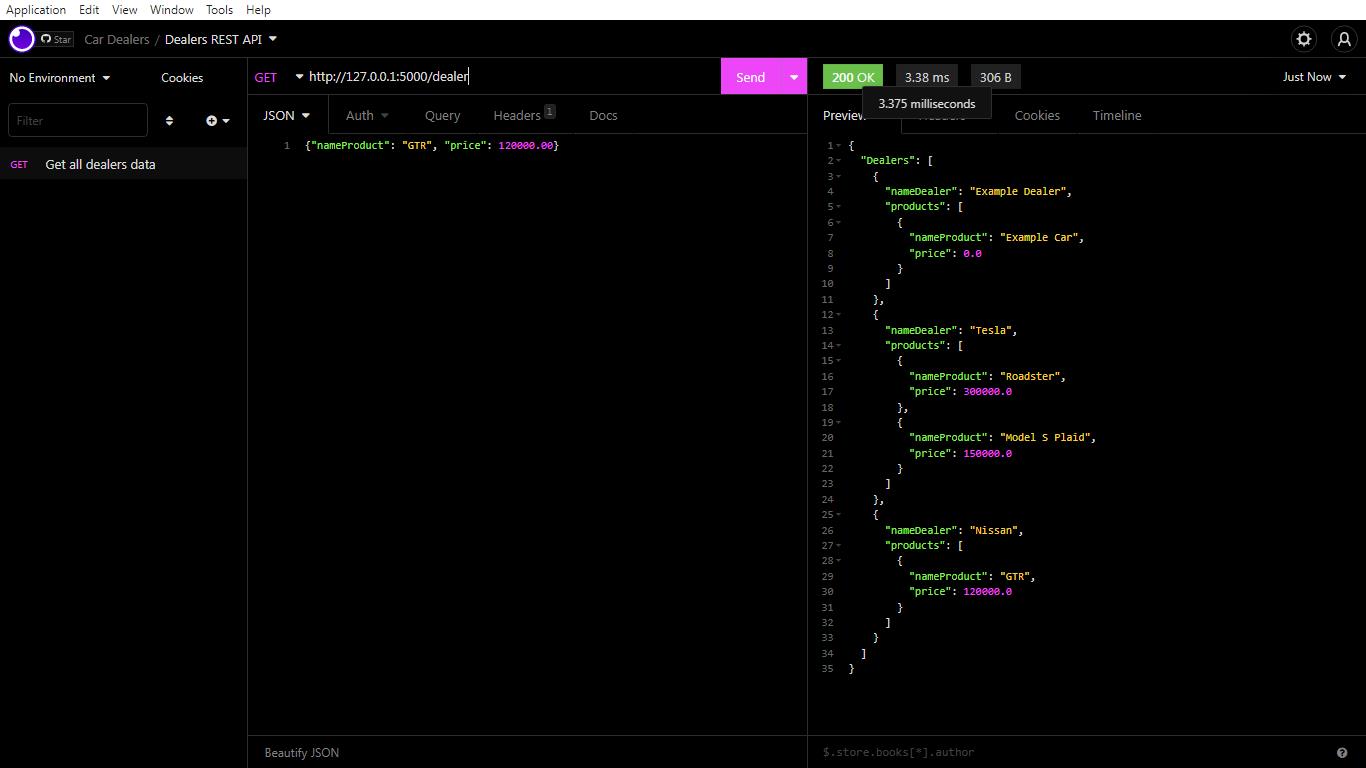 Application Edit View Window Tools Help
Star Car Dealers / Dealers REST API
No Environment Cookies
GET http://127.0.0.1:5000/dealer Send
200 OK 3.38 ms 306 B Just Now
3.375 milliseconds
Filter
JSON Auth Query Headers 1 Docs
Preview Headers Cookies Timeline
GET Get all dealers data
1 {"nameProduct": "GTR", "price": 120000.00}
1 {
2 "Dealers": [
3 {
4 "nameDealer": "Example Dealer",
5 "products": [
6 {
7 "nameProduct": "Example Car",
8 "price": 0.0
9 }
10 ]
11 },
12 {
13 "nameDealer": "Tesla",
14 "products": [
15 {
16 "nameProduct": "Roadster",
17 "price": 300000.0
18 },
19 {
20 "nameProduct": "Model S Plaid",
21 "price": 150000.0
22 }
23 ]
24 },
25 {
26 "nameDealer": "Nissan",
27 "products": [
28 {
29 "nameProduct": "GTR",
30 "price": 120000.0
31 }
32 ]
33 }
34 ]
35 }
Beautify JSON
$.store.books[*].author